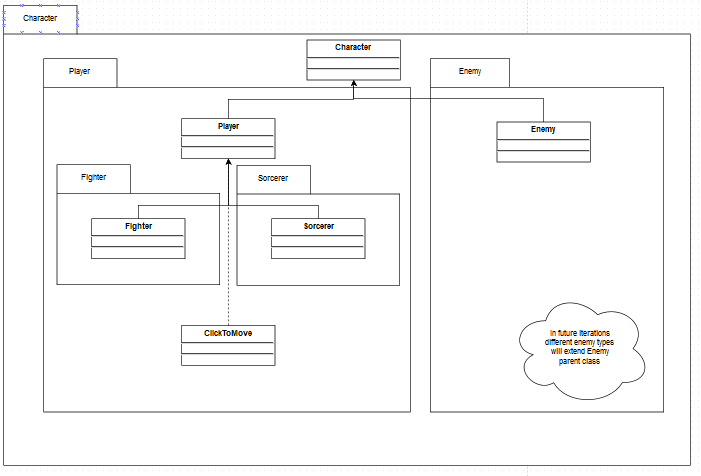 Character
Character
Player
Enemy
Player
Enemy
Fighter
Sorcerer
Fighter
Sorcerer
ClickToMove
In future iterations
different enemy types
will extend Enemy
parent class